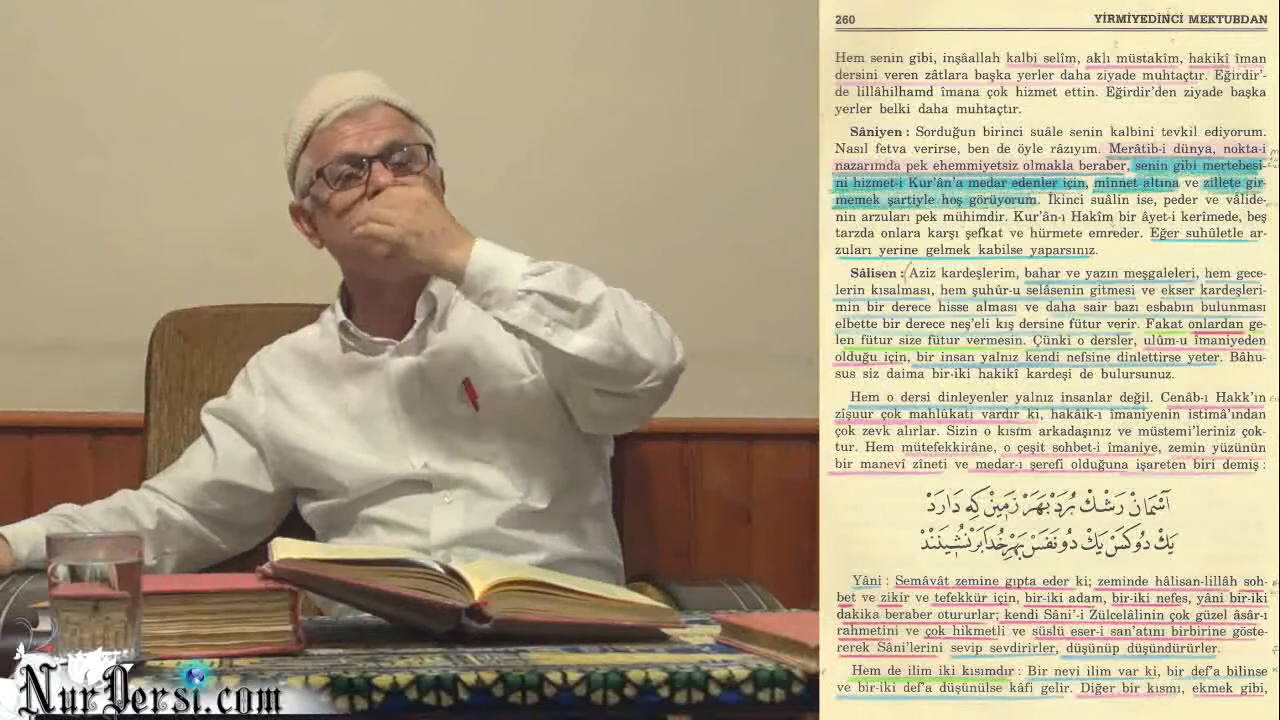 260 YİRMİYEDİNCİ MEKTUBDAN
Hem senin gibi, inşâallah kalbi selîm, aklı müstakîm, hakikî îman
dersini veren zâtlara başka yerler daha ziyade muhtaçtır. Eğirdir'-
de lillâhilhamd îmana çok hizmet ettin. Eğirdir'den ziyade başka
yerler belki daha muhtaçtır.
Sâniyen : Sorduğun birinci suâle senin kalbini tevkil ediyorum.
Nasıl fetva verirse, ben de öyle râzıyım. Merâtib-i dünya, nokta-i
nazarımda pek ehemmiyetsiz olmakla beraber, senin gibi mertebesi-
ni hizmet-i Kur'ân'a medar edenler için, minnet altına ve zillete gir-
memek şartiyle hoş görüyorum. İkinci suâlin ise, peder ve vâlide-
nin arzuları pek mühimdir. Kur'ân-ı Hakîm bir âyet-i kerîmede, beş
tarzda onlara karşı şefkat ve hürmete emreder. Eğer suhûletle ar-
zuları yerine gelmek kabilse yaparsınız.
Sâlisen : Aziz kardeşlerim, bahar ve yazın meşgaleleri, hem gece-
lerin kısalması, hem şuhûr-u selâsenin gitmesi ve ekser kardeşleri-
min bir derece hisse alması ve daha sair bazı esbabın bulunması
elbette bir derece neş'eli kış dersine fütur verir. Fakat onlardan ge-
len fütur size fütur vermesin. Çünki o dersler, ulûm-u îmaniyeden
olduğu için, bir insan yalnız kendi nefsine dinlettirse yeter. Bâhu-
sus siz daima bir-iki hakikî kardeşi de bulursunuz.
Hem o dersi dinleyenler yalnız insanlar değil. Cenâb-ı Hakk'ın
zîşuur çok mahlûkatı vardır ki, hakâik-ı îmaniyenin istimâ'ından
çok zevk alırlar. Sizin o kısım arkadaşınız ve müstemi'leriniz çok-
tur. Hem mütefekkirâne, o çeşit sohbet-i îmaniye, zemin yüzünün
bir manevî zîneti ve medar-ı şerefi olduğuna işareten biri demiş :
آسْمَانْ رَشْكْ بُرَدْ بَهْرَ زَمِينْ كِه دَارَدْ
يَكْ دُو كَسْ يَكْ دُو نَفَسْ بَهْرِ خُدَا بَرْ نِشِينَنْدْ
Yâni : Semâvât zemine gıpta eder ki; zeminde hâlisan-lillâh soh-
bet ve zikir ve tefekkür için, bir-iki adam, bir-iki nefes, yâni bir-iki
dakika beraber otururlar; kendi Sâni'-i Zülcelâlinin çok güzel âsâr-ı
rahmetini ve çok hikmetli ve süslü eser-i san'atını birbirine göste-
rerek Sâni'lerini sevip sevdirirler, düşünüp düşündürürler.
Hem de ilim iki kısımdır : Bir nevi ilim var ki, bir def'a bilinse
ve bir-iki def'a düşünülse kâfi gelir. Diğer bir kısmı, ekmek gibi,
NurDersi.com